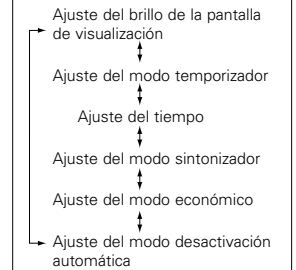 Ajuste del brillo de la pantalla
de visualización
Ajuste del modo temporizador
Ajuste del tiempo
Ajuste del modo sintonizador
Ajuste del modo económico
Ajuste del modo desactivación
automática